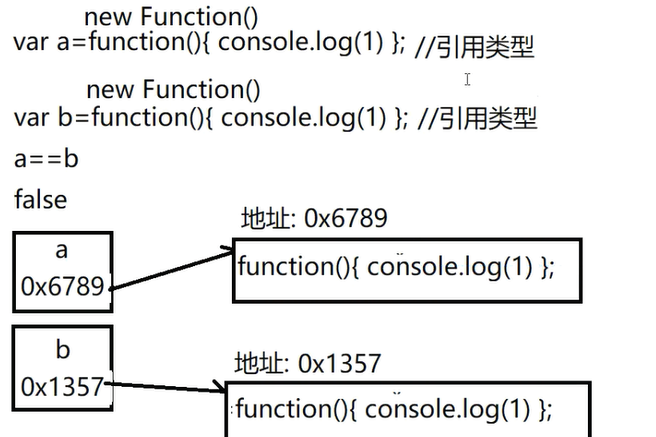 new Function()
var a=function(){ console.log(1) }; //引用类型
new Function()
var b=function(){ console.log(1) }; //引用类型
a==b
false
地址: 0x6789
a
0x6789
function(){ console.log(1) };
地址: 0x1357
b
0x1357
function(){ console.log(1) };